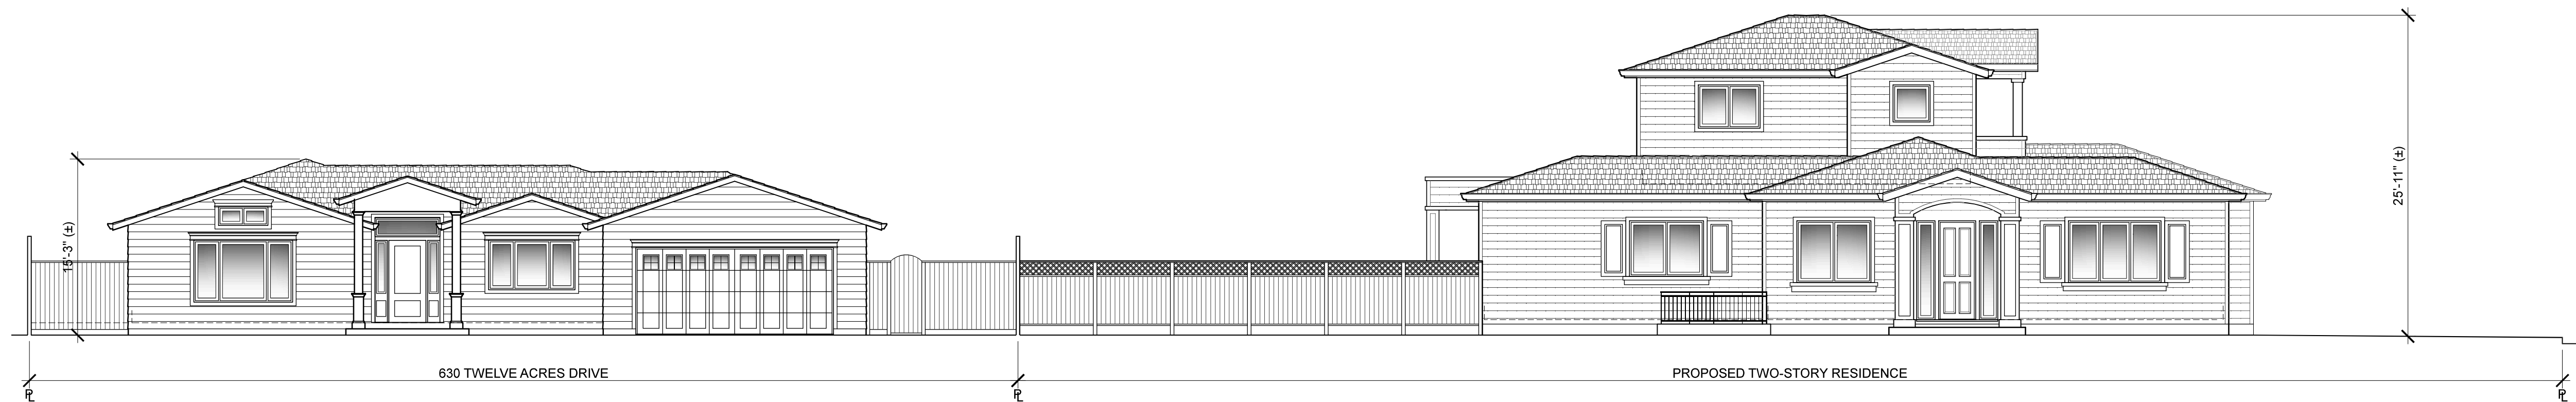 15'-3" (±)
25'-11" (±)
630 TWELVE ACRES DRIVE
PROPOSED TWO-STORY RESIDENCE
PL
PL
PL